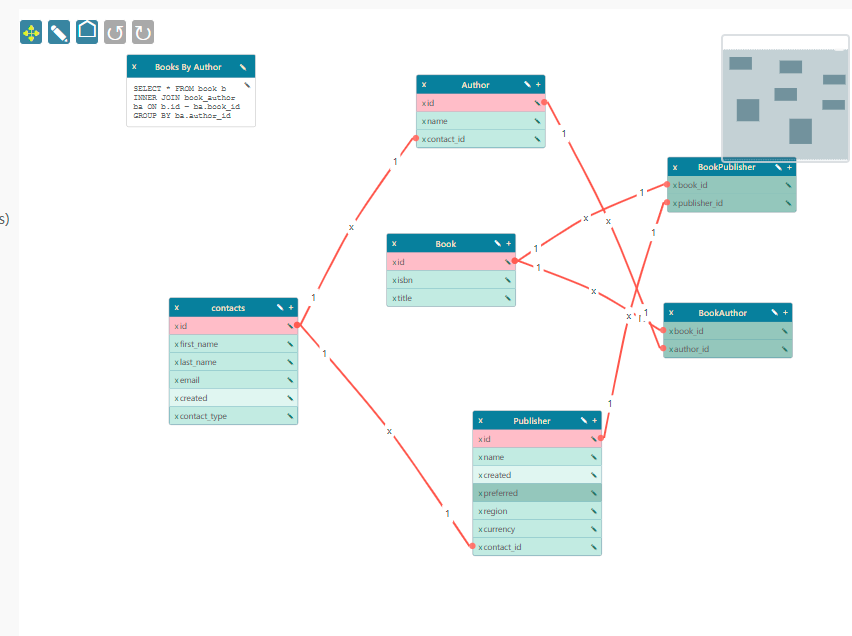 s)
x Books By Author
SELECT * FROM book b
INNER JOIN book_author
ba ON b.id = ba.book_id
GROUP BY ba.author_id
x Author +
x id
x name
x contact_id
x BookPublisher +
x book_id
x publisher_id
x Book +
x id
x isbn
x title
x contacts +
x id
x first_name
x last_name
x email
x created
x contact_type
x BookAuthor +
x book_id
x author_id
x Publisher +
x id
x name
x created
x preferred
x region
x currency
x contact_id
1
x
1
1
x
1
1
x
1
1
x
1
1
x
1
1
x